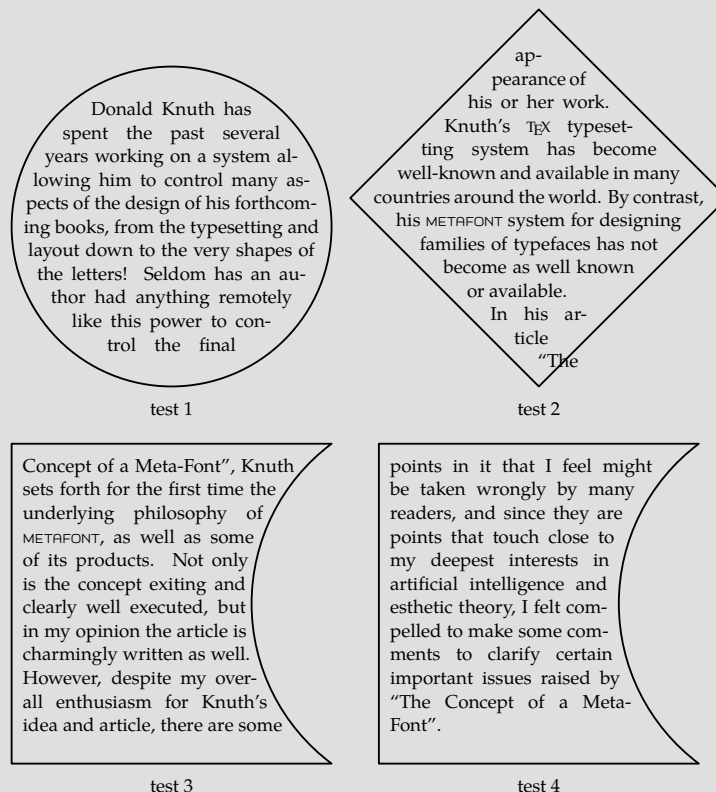 Donald Knuth has
spent the past several
years working on a system al-
lowing him to control many as-
pects of the design of his forthcom-
ing books, from the typesetting and
layout down to the very shapes of
the letters! Seldom has an au-
thor had anything remotely
like this power to con-
trol the final
test 1
ap-
pearance of
his or her work.
Knuth's TEX typeset-
ting system has become
well-known and available in many
countries around the world. By contrast,
his METAFONT system for designing
families of typefaces has not
become as well known
or available.
In his ar-
ticle
“The
test 2
Concept of a Meta-Font”, Knuth
sets forth for the first time the
underlying philosophy of
METAFONT, as well as some
of its products. Not only
is the concept exiting and
clearly well executed, but
in my opinion the article is
charmingly written as well.
However, despite my over-
all enthusiasm for Knuth's
idea and article, there are some
test 3
points in it that I feel might
be taken wrongly by many
readers, and since they are
points that touch close to
my deepest interests in
artificial intelligence and
esthetic theory, I felt com-
pelled to make some com-
ments to clarify certain
important issues raised by
“The Concept of a Meta-
Font”.
test 4